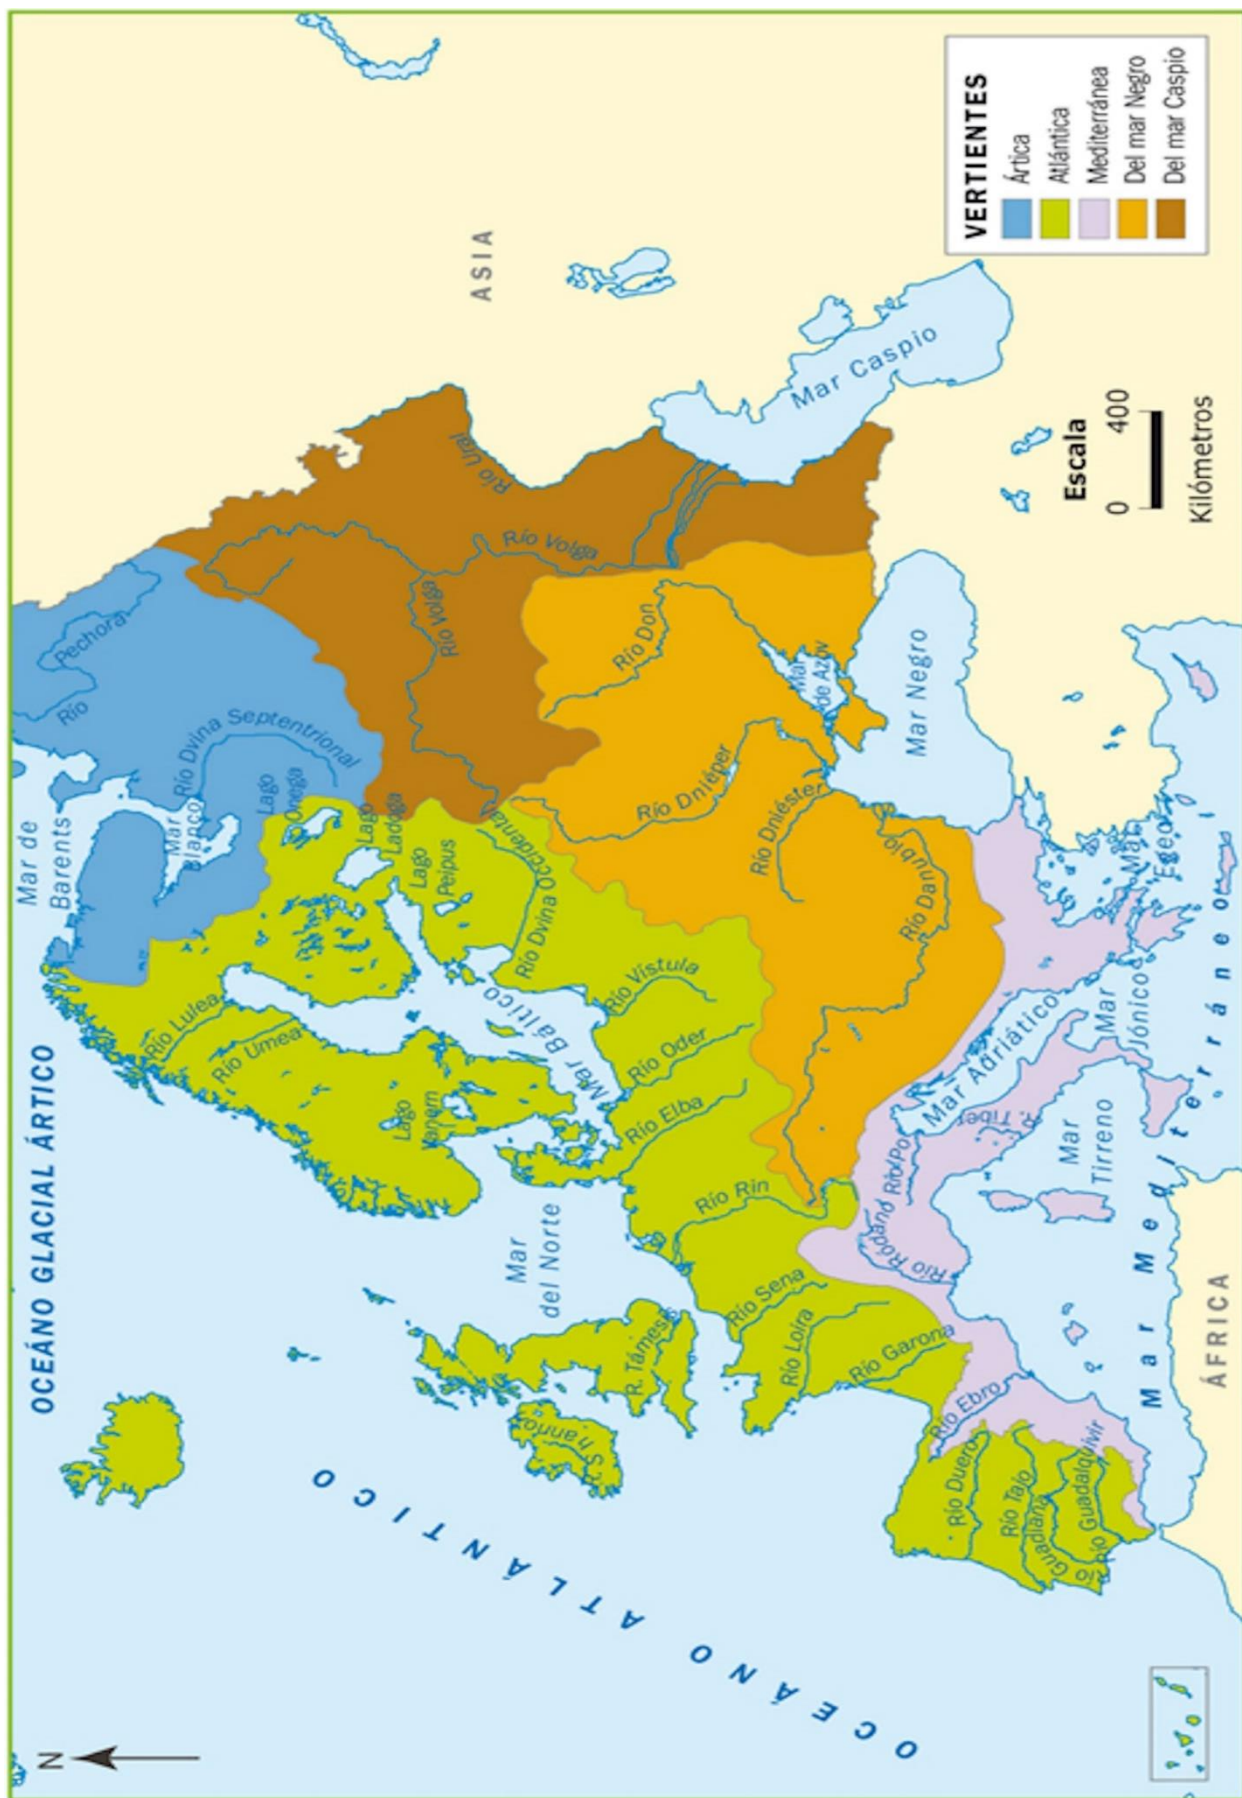 N
OCEÁNO GLACIAL ÁRTICO
Mar de
Barents
Mar
Blanco
Río
Pechora
Río Dvina Septentrional
Lago
Onega
Lago
Ladoga
Lago
Peipus
Río Lulea
Río Umea
Lago
Vanern
Mar Báltico
Río Dvina Occidental
Río Volga
Río Volga
Río Ural
ASIA
OCEÁNO ATLÁNTICO
Mar
del Norte
R. Shannon
R. Támesis
Río Elba
Río Oder
Río Vístula
Río Rin
Río Sena
Río Loira
Río Garona
Río Dniéper
Río Don
Río Dniéster
Río Danubio
Mar
de Azov
Mar Negro
Mar Caspio
Río Ródano
Río Po
R. Tíber
Mar Adriático
Mar
Tirreno
Mar
Jónico
Mar
Egeo
Mar Mediterráneo
Río Ebro
Río Duero
Río Tajo
Río Guadiana
Río Guadalquivir
ÁFRICA
VERTIENTES
Ártica
Atlántica
Mediterránea
Del mar Negro
Del mar Caspio
Escala
0 400
Kilómetros